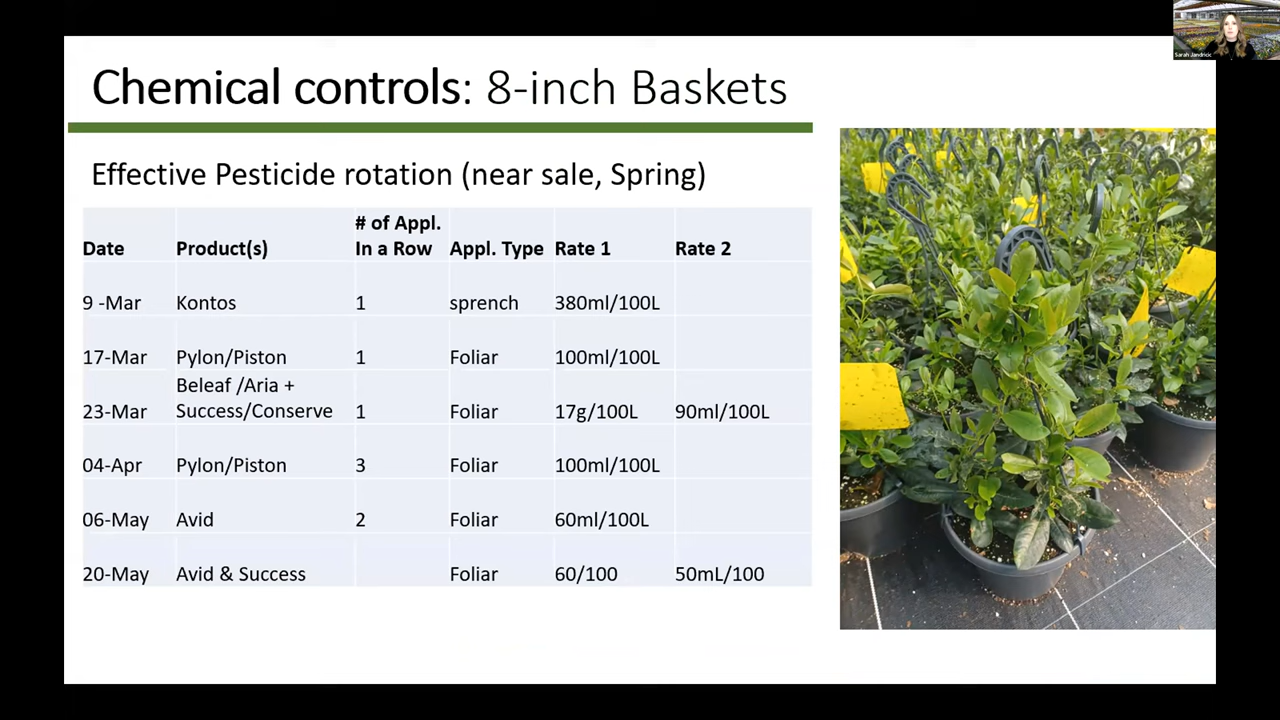 Sarah Jandricic
Chemical controls: 8-inch Baskets
Effective Pesticide rotation (near sale, Spring)
# of Appl.
Date Product(s) In a Row Appl. Type Rate 1 Rate 2
9 -Mar Kontos 1 sprench 380ml/100L
17-Mar Pylon/Piston 1 Foliar 100ml/100L
Beleaf /Aria +
23-Mar Success/Conserve 1 Foliar 17g/100L 90ml/100L
04-Apr Pylon/Piston 3 Foliar 100ml/100L
06-May Avid 2 Foliar 60ml/100L
20-May Avid & Success Foliar 60/100 50mL/100